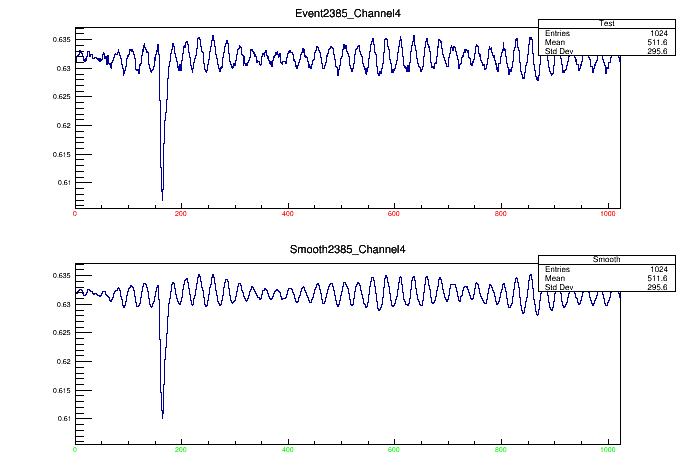 Event2385_Channel4
Test
Entries 1024
Mean 511.6
Std Dev 295.6
0.635
0.63
0.625
0.62
0.615
0.61
0 200 400 600 800 1000
Smooth2385_Channel4
Smooth
Entries 1024
Mean 511.6
Std Dev 295.6
0.635
0.63
0.625
0.62
0.615
0.61
0 200 400 600 800 1000